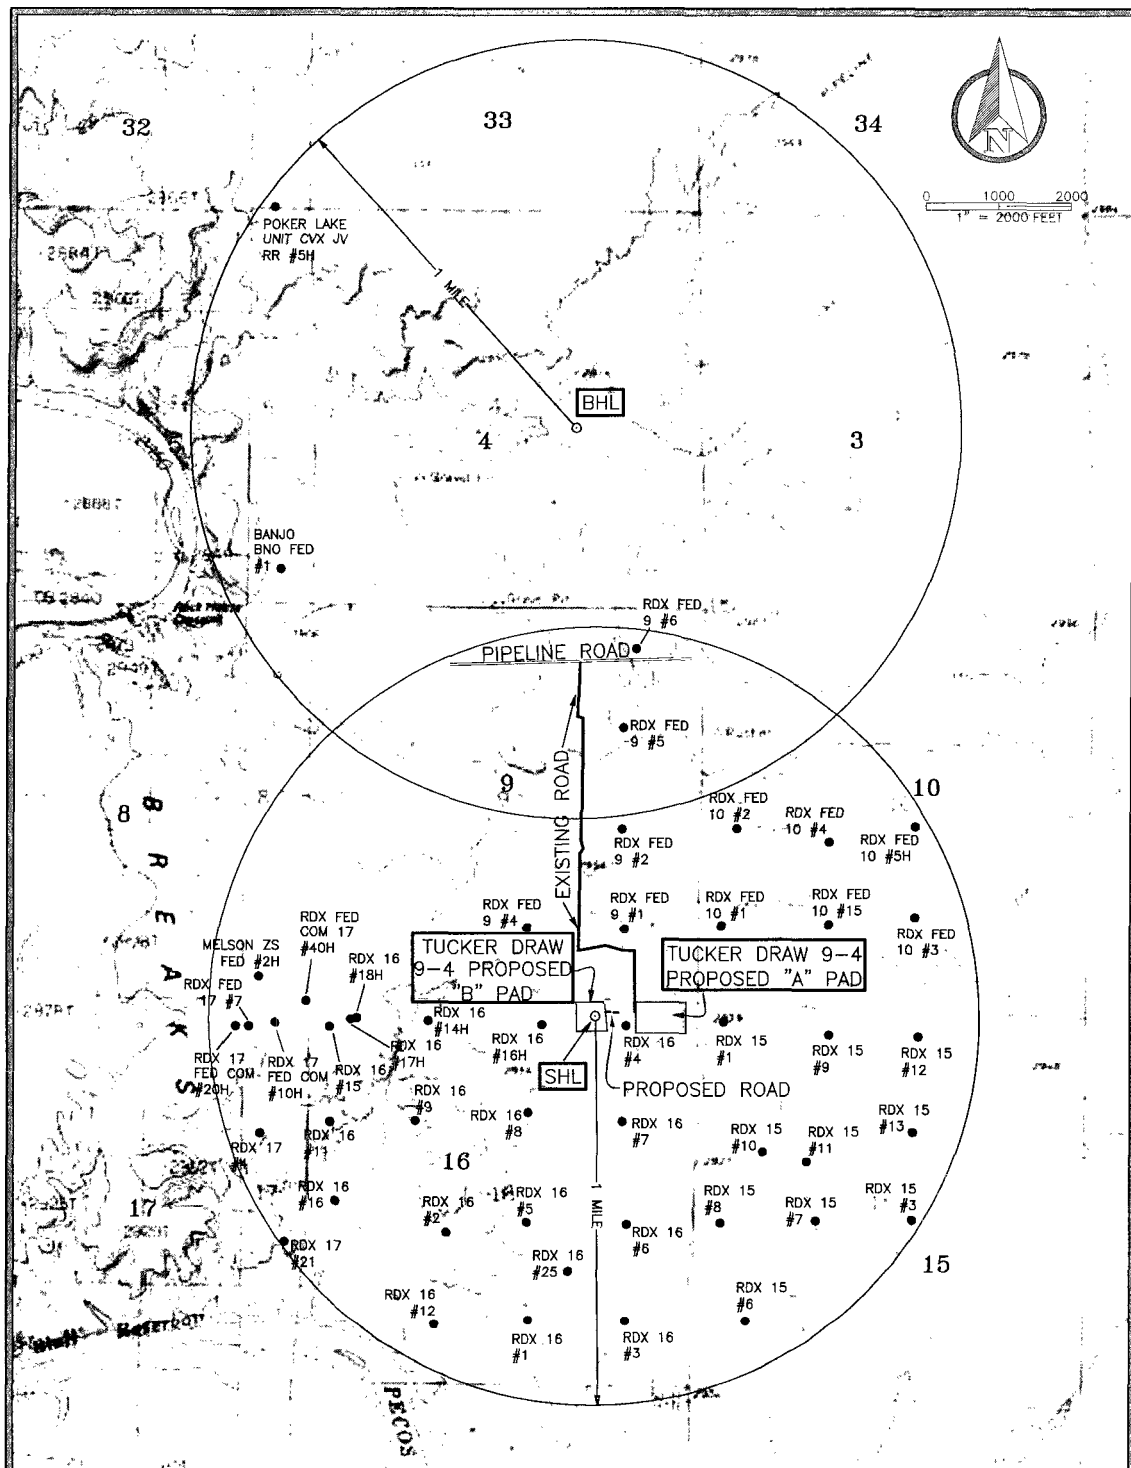 32
33
34
N
0 1000 2000
1" = 2000 FEET
POKER LAKE
UNIT CVX JV
RR #5H
1 MILE
BHL
4
3
BANJO
BNO FED
#1
RDX FED
9 #6
PIPELINE ROAD
RDX FED
9 #5
EXISTING ROAD
9
10
8
BREAKS
RDX FED
10 #2
RDX FED
10 #4
RDX FED
10 #5H
RDX FED
9 #2
RDX FED
9 #4
RDX FED
9 #1
RDX FED
10 #1
RDX FED
10 #15
RDX FED
10 #3
RDX FED
COM 17
#40H
MELSON ZS
FED #2H
RDX FED
17 #7
RDX 16
#18H
TUCKER DRAW
9-4 PROPOSED
"B" PAD
TUCKER DRAW 9-4
PROPOSED "A" PAD
RDX 17
FED COM
#20H
RDX 17
FED COM
#10H
RDX 16
#15
RDX 16
#17H
RDX 16
#14H
RDX 16
#16H
SHL
RDX 16
#4
RDX 15
#1
RDX 15
#9
RDX 15
#12
PROPOSED ROAD
RDX 16
#9
RDX 16
#8
RDX 16
#7
RDX 15
#10
RDX 15
#11
RDX 15
#13
RDX 17
RDX 16
#11
16
17
RDX 16
#16
RDX 16
#2
RDX 16
#5
1 MILE
RDX 16
#6
RDX 15
#8
RDX 15
#7
RDX 15
#3
RDX 17
#21
RDX 16
#25
15
RDX 16
#12
RDX 16
#1
RDX 16
#3
RDX 15
#6
Reservoir
PECOS